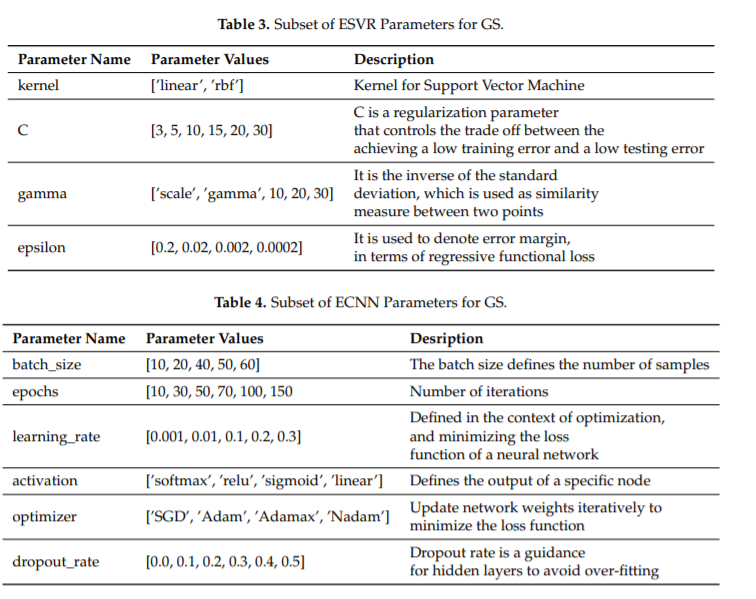 Table 3. Subset of ESVR Parameters for GS.
Parameter Name Parameter Values Description
kernel ['linear', 'rbf'] Kernel for Support Vector Machine
C [3, 5, 10, 15, 20, 30] C is a regularization parameter
that controls the trade off between the
achieving a low training error and a low testing error
gamma ['scale', 'gamma', 10, 20, 30] It is the inverse of the standard
deviation, which is used as similarity
measure between two points
epsilon [0.2, 0.02, 0.002, 0.0002] It is used to denote error margin,
in terms of regressive functional loss
Table 4. Subset of ECNN Parameters for GS.
Parameter Name Parameter Values Desription
batch_size [10, 20, 40, 50, 60] The batch size defines the number of samples
epochs [10, 30, 50, 70, 100, 150 Number of iterations
learning_rate [0.001, 0.01, 0.1, 0.2, 0.3] Defined in the context of optimization,
and minimizing the loss
function of a neural network
activation ['softmax', 'relu', 'sigmoid', 'linear'] Defines the output of a specific node
optimizer ['SGD', 'Adam', 'Adamax', 'Nadam'] Update network weights iteratively to
minimize the loss function
dropout_rate [0.0, 0.1, 0.2, 0.3, 0.4, 0.5] Dropout rate is a guidance
for hidden layers to avoid over-fitting